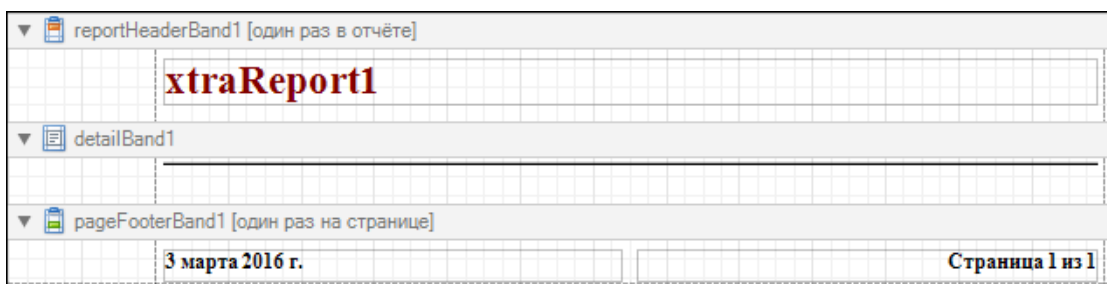 reportHeaderBand1 [один раз в отчёте]
xtraReport1
detailBand1
pageFooterBand1 [один раз на странице]
3 марта 2016 г. Страница 1 из 1